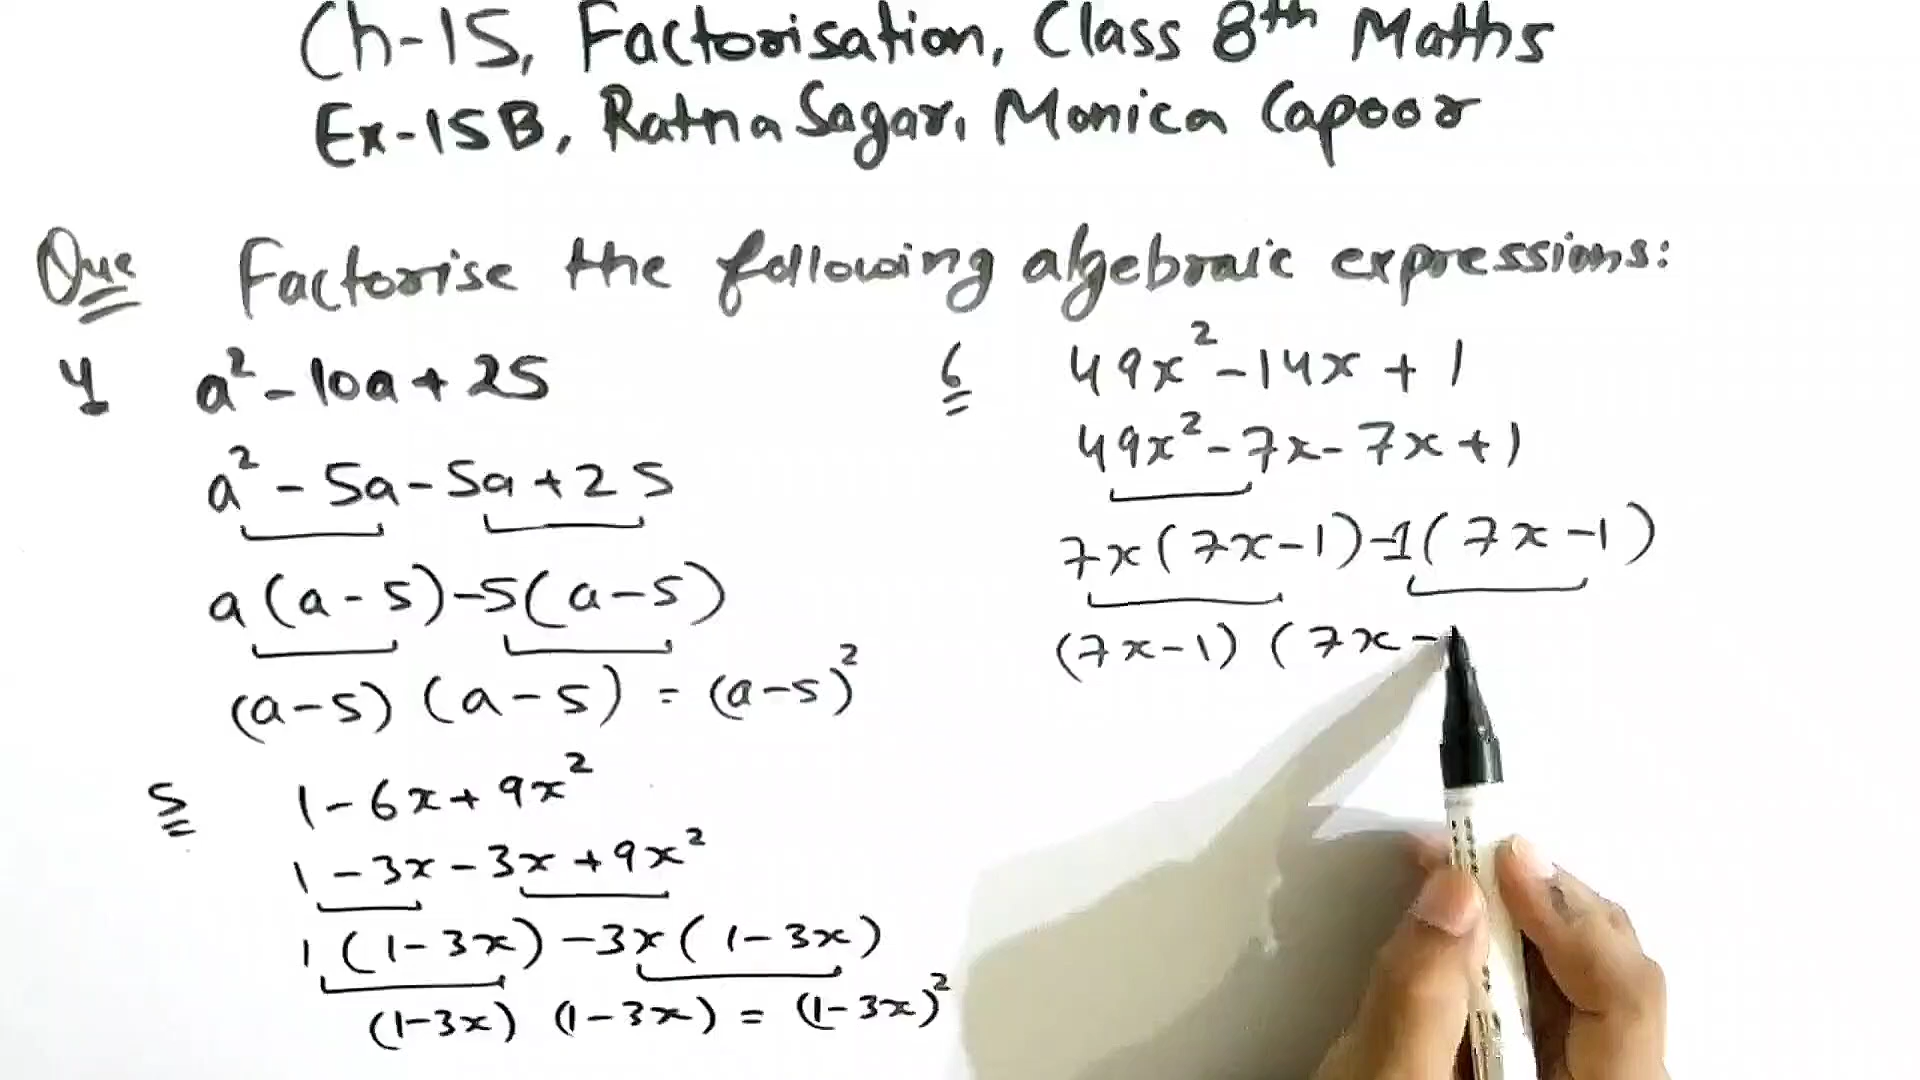 Ch-15, Factorisation, Class 8th Maths
Ex-15B, Ratna Sagar, Monica Capoor
Que Factorise the following algebraic expressions:
4 a² - 10a + 25
a² - 5a - 5a + 25
a(a - 5) - 5(a - 5)
(a - 5) (a - 5) = (a - 5)²
5 1 - 6x + 9x²
1 - 3x - 3x + 9x²
1 (1 - 3x) - 3x (1 - 3x)
(1 - 3x) (1 - 3x) = (1 - 3x)²
6 49x² - 14x + 1
49x² - 7x - 7x + 1
7x (7x - 1) - 1 (7x - 1)
(7x - 1) (7x -